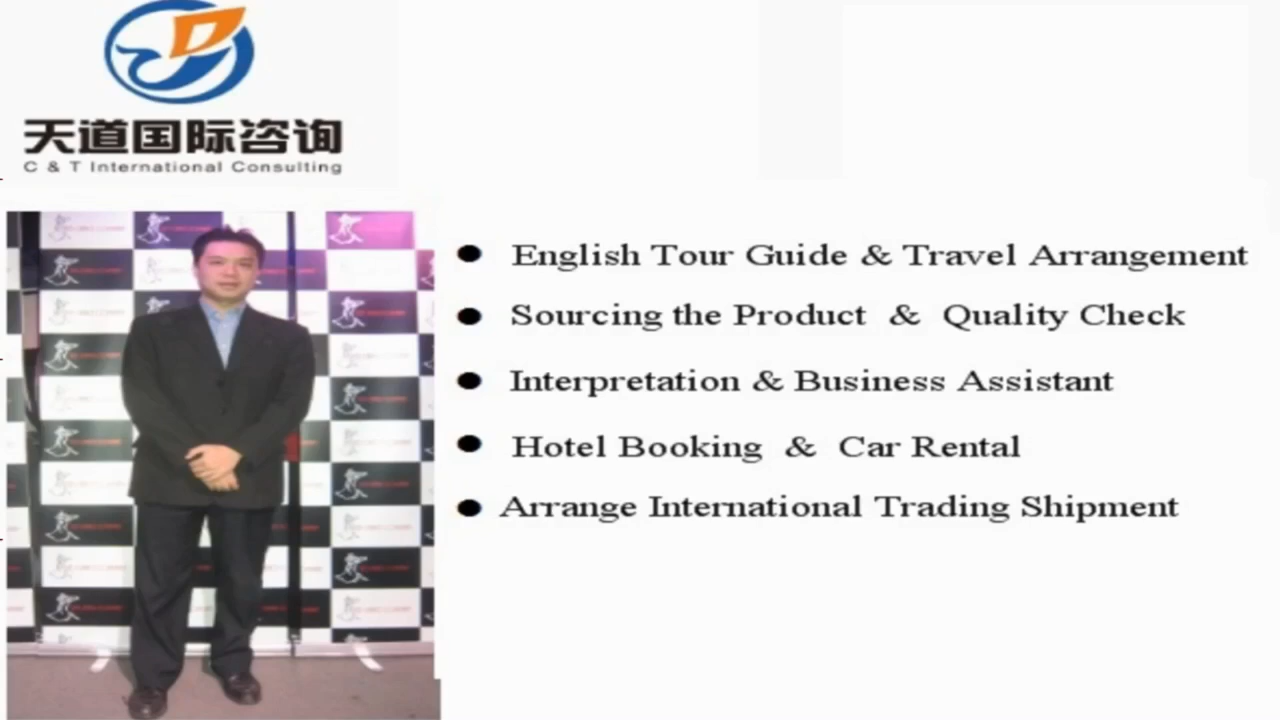 天道国际咨询
C & T International Consulting
● English Tour Guide & Travel Arrangement
● Sourcing the Product & Quality Check
● Interpretation & Business Assistant
● Hotel Booking & Car Rental
● Arrange International Trading Shipment